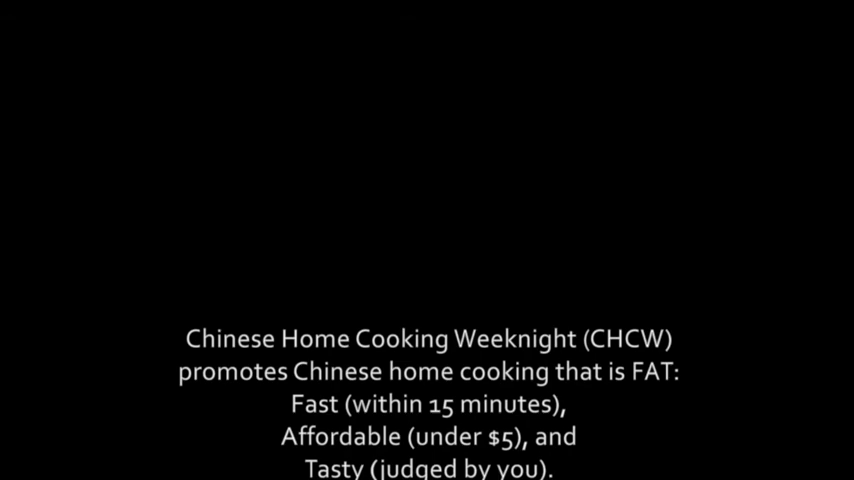 Chinese Home Cooking Weeknight (CHCW)
promotes Chinese home cooking that is FAT:
Fast (within 15 minutes),
Affordable (under $5), and
Tasty (judged by you).